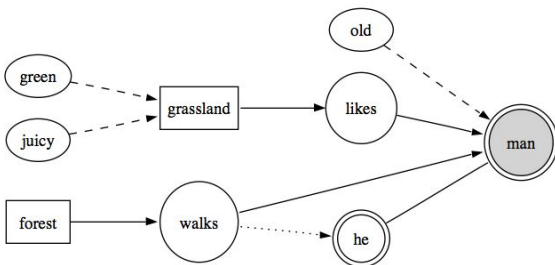 old
green
grassland
likes
juicy
man
forest
walks
he